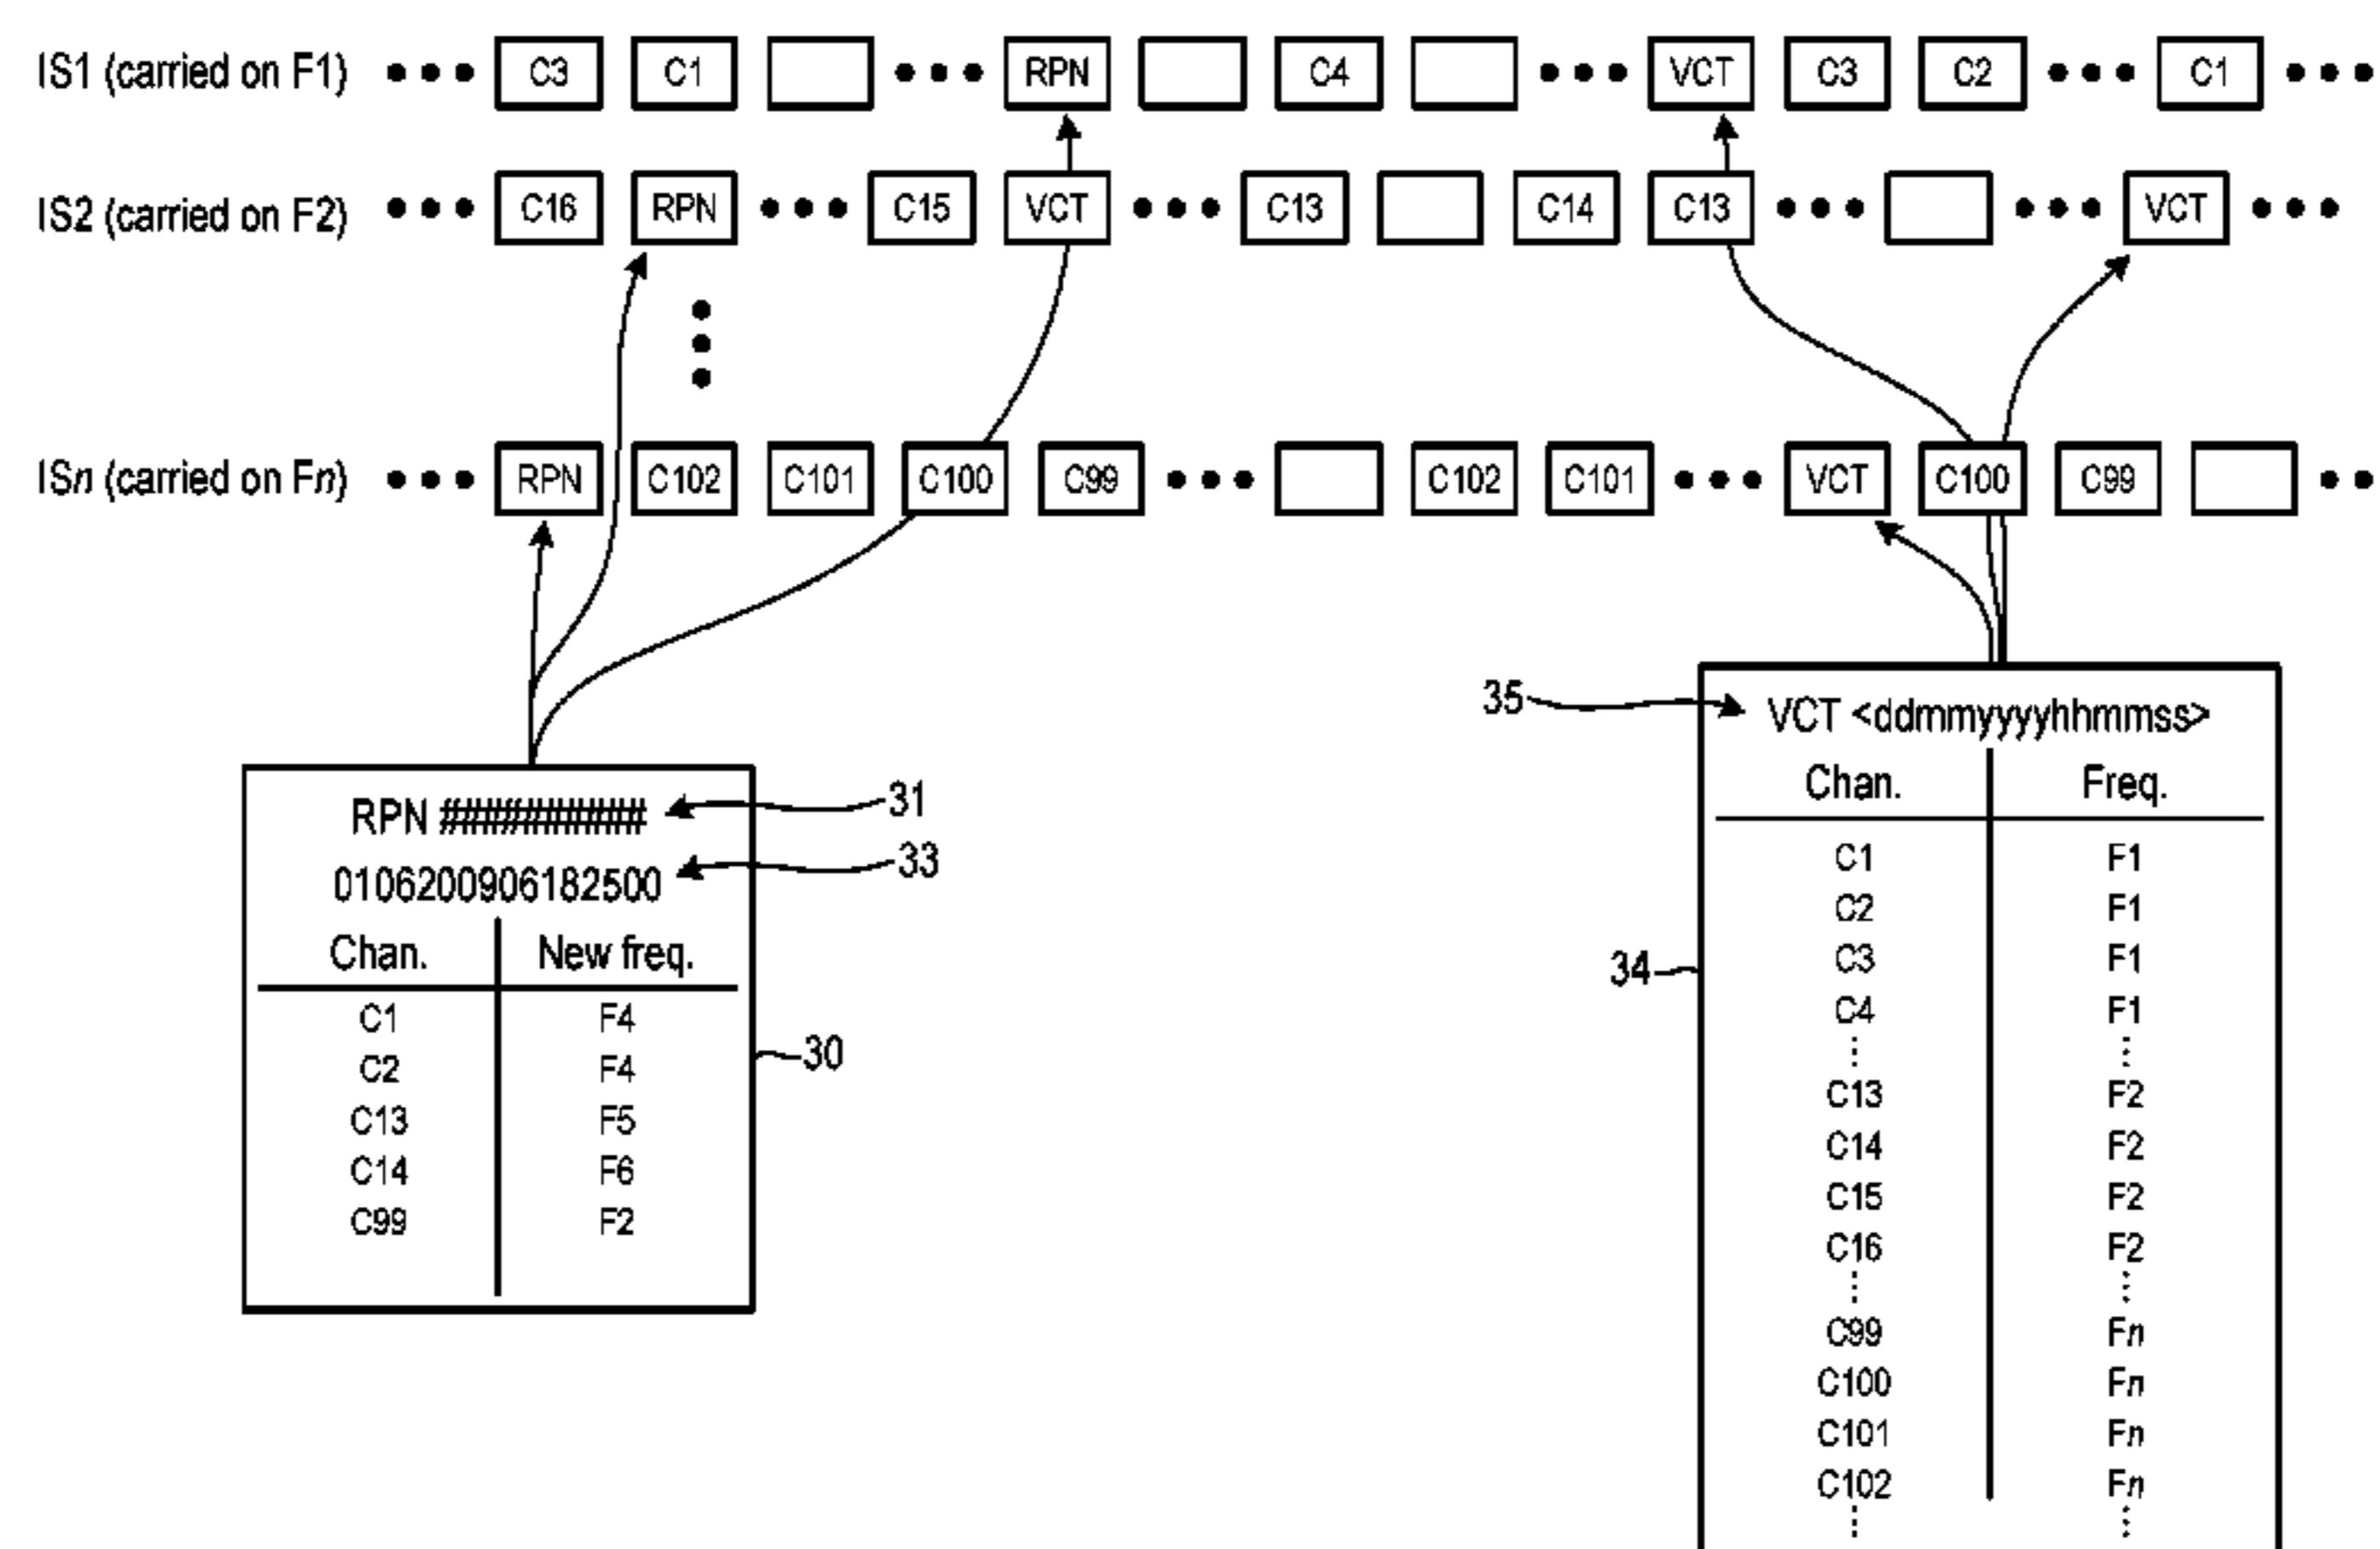 IS1 (carried on F1) ••• C3 C1 ••• RPN C4 ••• VCT C3 C2 ••• C1 •••
IS2 (carried on F2) ••• C16 RPN ••• C15 VCT ••• C13 C14 C13 ••• ••• VCT •••
ISn (carried on Fn) ••• RPN C102 C101 C100 C99 ••• C102 C101 ••• VCT C100 C99 ••
RPN ###############
31
0106200906182500
33
Chan. New freq.
C1 F4
C2 F4
C13 F5
C14 F6
C99 F2
30
35
VCT <ddmmyyyyhhmmss>
Chan. Freq.
C1 F1
C2 F1
C3 F1
34
C4 F1
⋮ ⋮
C13 F2
C14 F2
C15 F2
C16 F2
⋮ ⋮
C99 Fn
C100 Fn
C101 Fn
C102 Fn
⋮ ⋮